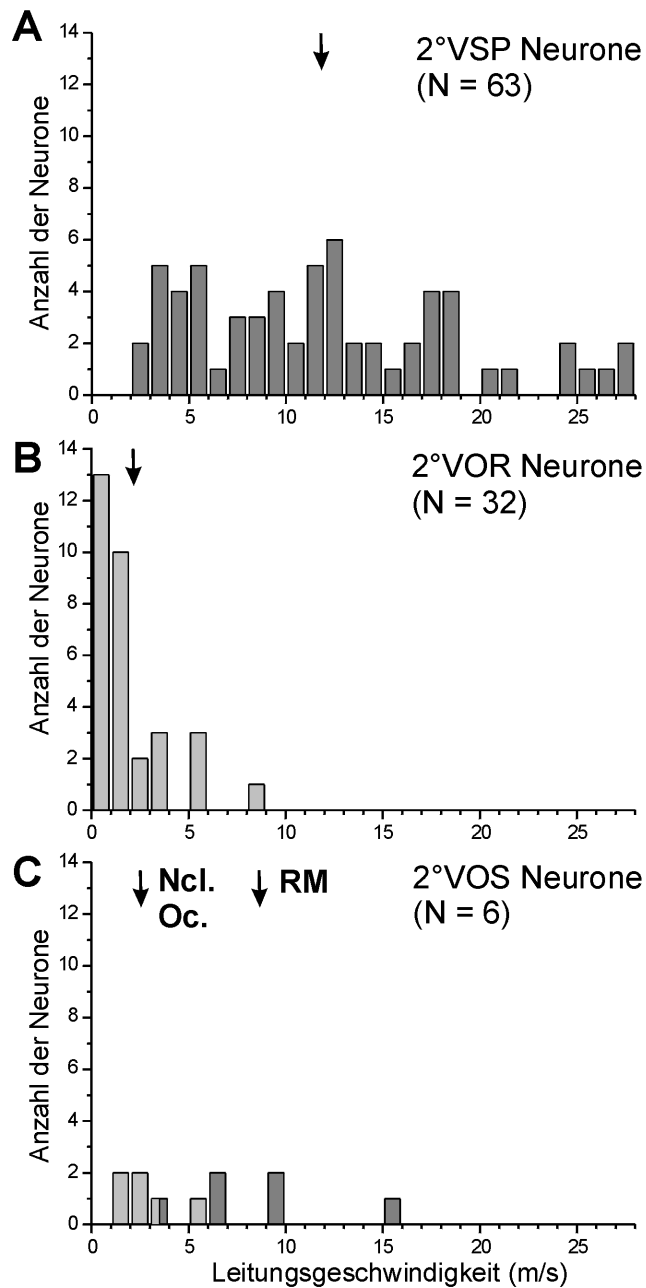 A
2°VSP Neurone
(N = 63)
Anzahl der Neurone
14
12
10
8
6
4
2
0
0 5 10 15 20 25
B
2°VOR Neurone
(N = 32)
Anzahl der Neurone
14
12
10
8
6
4
2
0
0 5 10 15 20 25
C
Ncl.
Oc.
RM
2°VOS Neurone
(N = 6)
Anzahl der Neurone
14
12
10
8
6
4
2
0
0 5 10 15 20 25
Leitungsgeschwindigkeit (m/s)